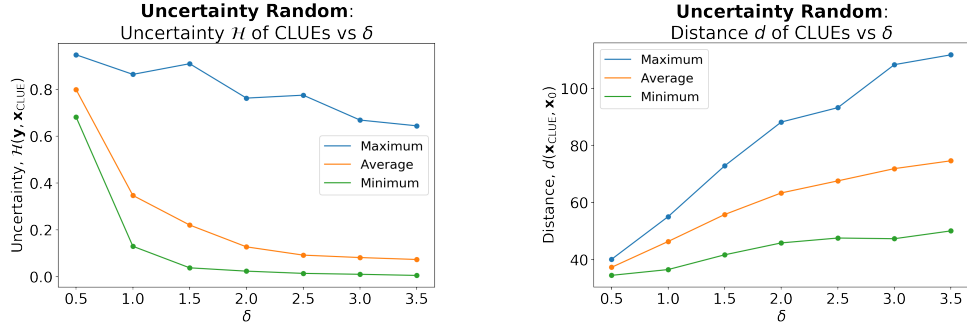 Uncertainty Random:
Uncertainty ℋ of CLUEs vs δ
Uncertainty, ℋ(y, x_CLUE)
0.8
0.6
0.4
0.2
0.0
Maximum
Average
Minimum
0.5 1.0 1.5 2.0 2.5 3.0 3.5
δ
Uncertainty Random:
Distance d of CLUEs vs δ
Distance, d(x_CLUE, x_0)
100
80
60
40
Maximum
Average
Minimum
0.5 1.0 1.5 2.0 2.5 3.0 3.5
δ